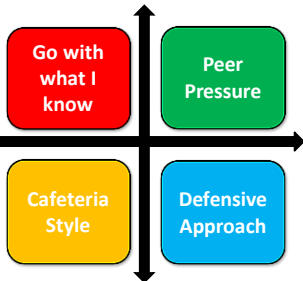 Go with
what I
know
Peer
Pressure
Cafeteria
Style
Defensive
Approach